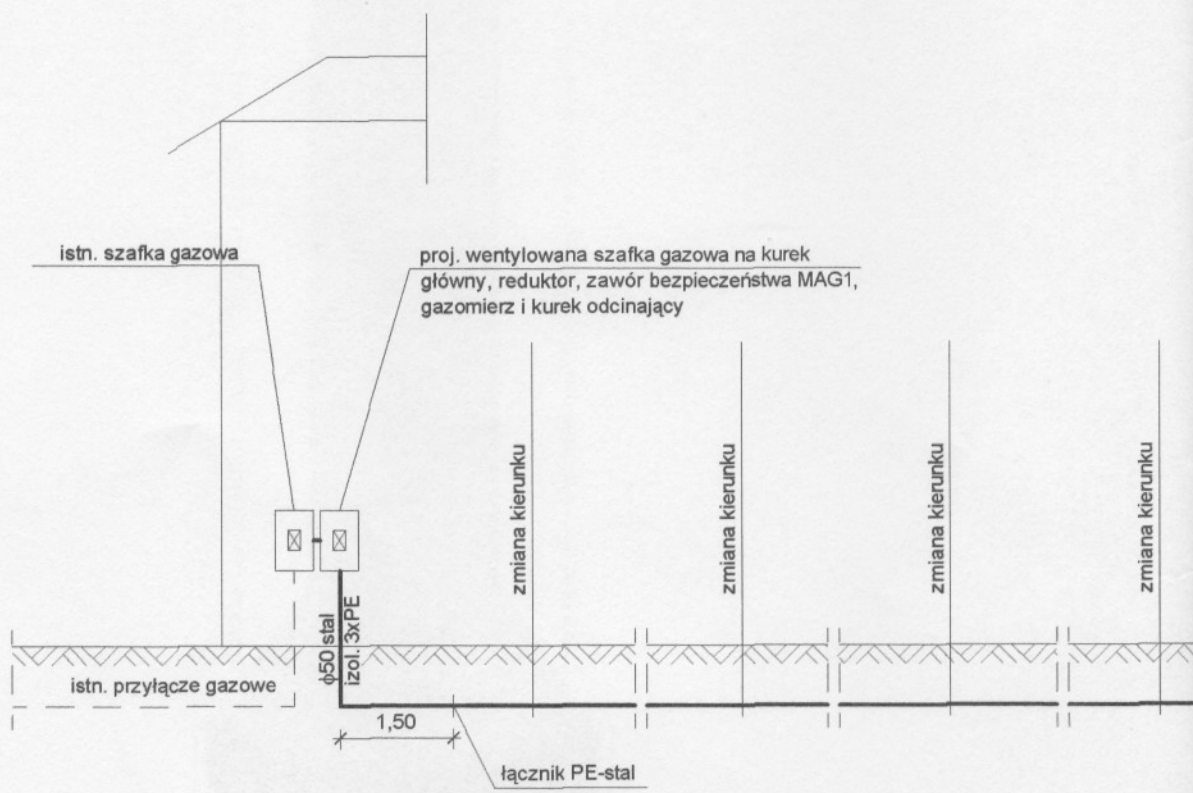 istn. szafka gazowa
proj. wentylowana szafka gazowa na kurek
główny, reduktor, zawór bezpieczeństwa MAG1,
gazomierz i kurek odcinający
zmiana kierunku
zmiana kierunku
zmiana kierunku
zmiana kierunku
ϕ50 stal
izol. 3xPE
istn. przyłącze gazowe
1,50
łącznik PE-stal